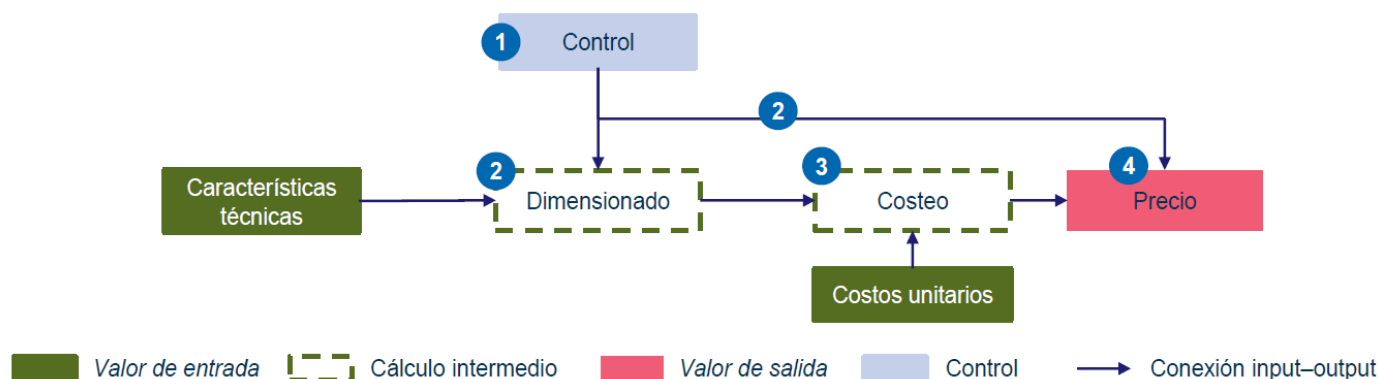 1
Control
2
2
3
4
Características
técnicas
Dimensionado
Costeo
Precio
Costos unitarios
Valor de entrada
Cálculo intermedio
Valor de salida
Control
Conexión input–output